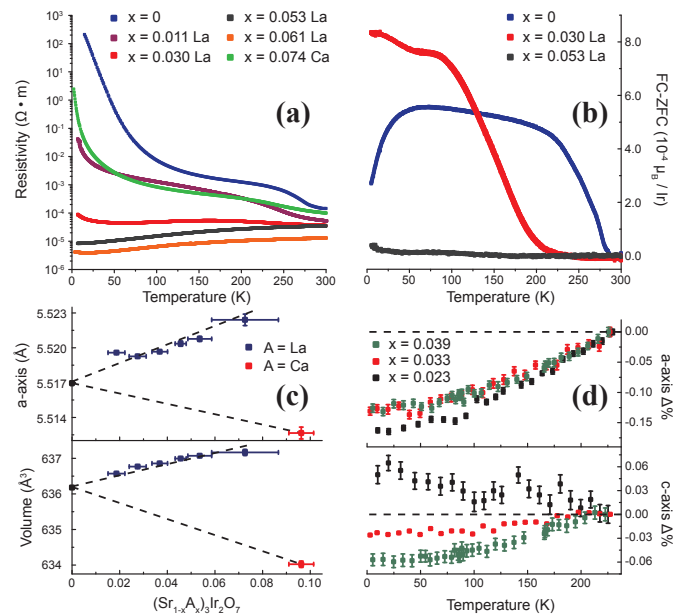 x = 0
x = 0.053 La
x = 0.011 La
x = 0.061 La
x = 0.030 La
x = 0.074 Ca
10³
10²
10¹
10⁰
10⁻¹
10⁻²
10⁻³
10⁻⁴
10⁻⁵
10⁻⁶
Resistivity (Ω • m)
(a)
0 50 100 150 200 250 300
Temperature (K)
x = 0
x = 0.030 La
x = 0.053 La
(b)
8.0
6.0
4.0
2.0
0.0
FC-ZFO (10⁻⁴ μ_B / Ir)
0 50 100 150 200 250 300
Temperature (K)
5.523
5.520
5.517
5.514
a-axis (Å)
A = La
A = Ca
(c)
637
636
635
634
Volume (Å³)
0.00 0.02 0.04 0.06 0.08 0.10
(Sr₁₋ₓAₓ)₃Ir₂O₇
x = 0.039
x = 0.033
x = 0.023
(d)
0.00
-0.05
-0.10
-0.15
a-axis Δ%
0.06
0.03
0.00
-0.03
-0.06
c-axis Δ%
0 50 100 150 200
Temperature (K)